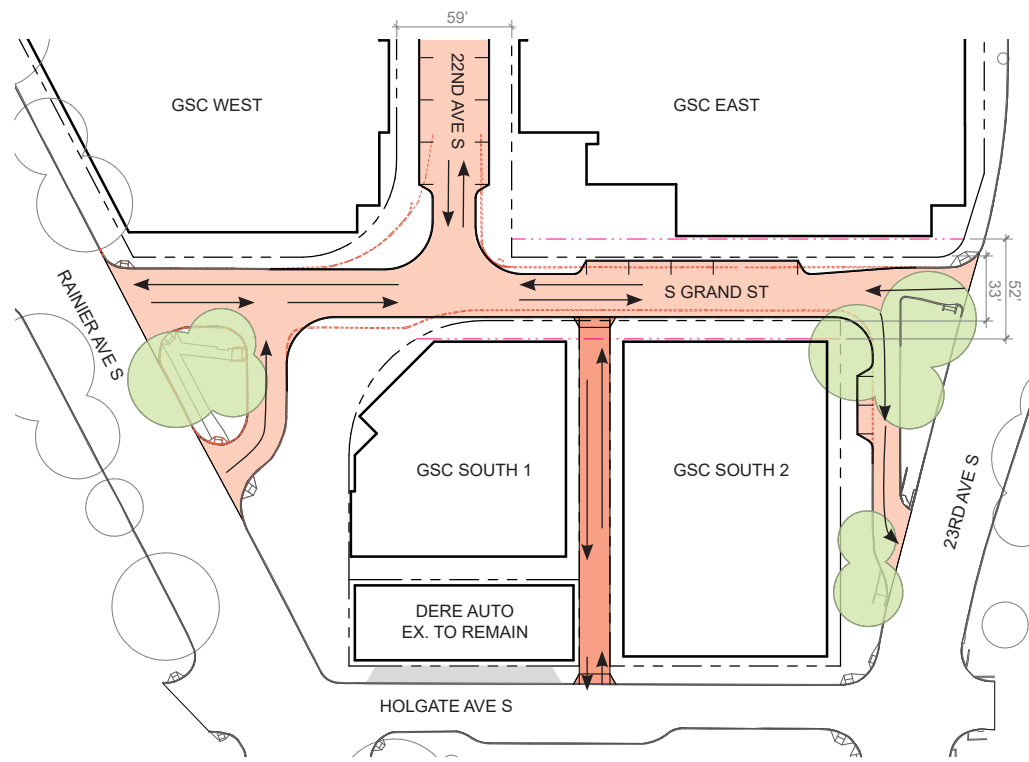 59'
GSC WEST
22ND AVE S
GSC EAST
RAINIER AVE S
S GRAND ST
33'
52'
GSC SOUTH 1
GSC SOUTH 2
23RD AVE S
DERE AUTO
EX. TO REMAIN
HOLGATE AVE S